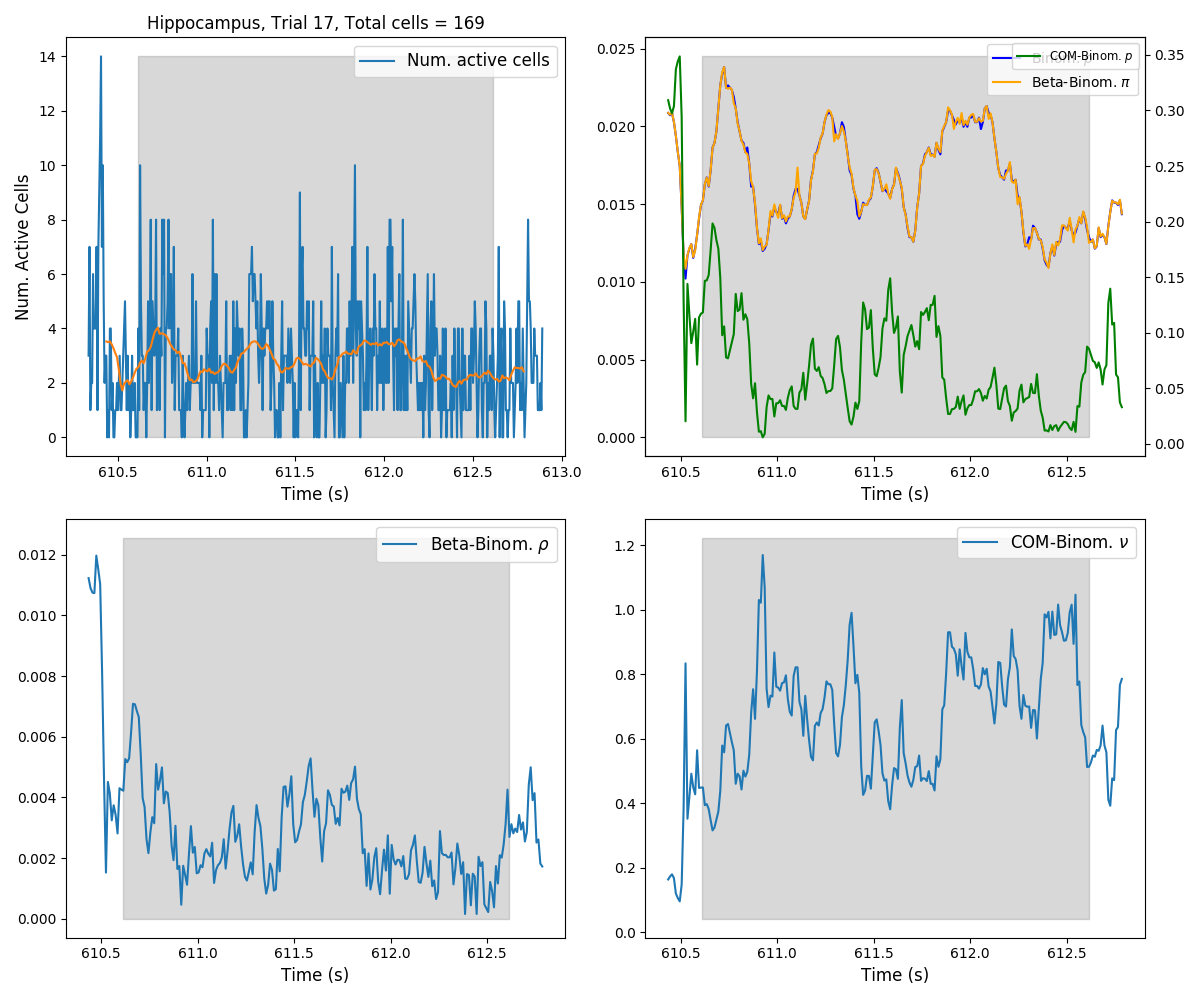 Hippocampus, Trial 17, Total cells = 169
Num. active cells
Num. Active Cells
14
12
10
8
6
4
2
0
610.5 611.0 611.5 612.0 612.5 613.0
Time (s)
COM-Binom. p
Beta-Binom. π
0.025
0.020
0.015
0.010
0.005
0.000
0.35
0.30
0.25
0.20
0.15
0.10
0.05
0.00
610.5 611.0 611.5 612.0 612.5
Time (s)
Beta-Binom. ρ
0.012
0.010
0.008
0.006
0.004
0.002
0.000
610.5 611.0 611.5 612.0 612.5
Time (s)
COM-Binom. ν
1.2
1.0
0.8
0.6
0.4
0.2
0.0
610.5 611.0 611.5 612.0 612.5
Time (s)